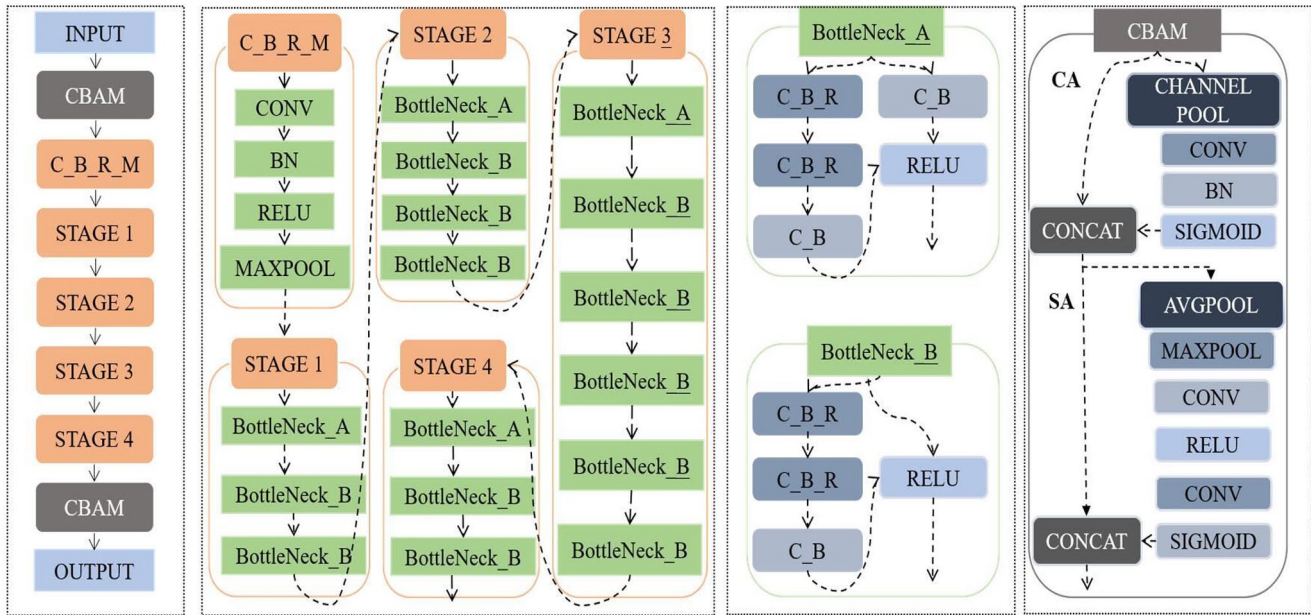 INPUT
CBAM
C_B_R_M
STAGE 1
STAGE 2
STAGE 3
STAGE 4
CBAM
OUTPUT
C_B_R_M
CONV
BN
RELU
MAXPOOL
STAGE 1
BottleNeck_A
BottleNeck_B
BottleNeck_B
STAGE 2
BottleNeck_A
BottleNeck_B
BottleNeck_B
BottleNeck_B
STAGE 3
BottleNeck_A
BottleNeck_B
BottleNeck_B
BottleNeck_B
BottleNeck_B
BottleNeck_B
STAGE 4
BottleNeck_A
BottleNeck_B
BottleNeck_B
BottleNeck_A
C_B_R
C_B
C_B_R
RELU
C_B
BottleNeck_B
C_B_R
C_B_R
RELU
C_B
CBAM
CA
CHANNEL
POOL
CONV
BN
CONCAT
SIGMOID
SA
AVGPOOL
MAXPOOL
CONV
RELU
CONV
CONCAT
SIGMOID